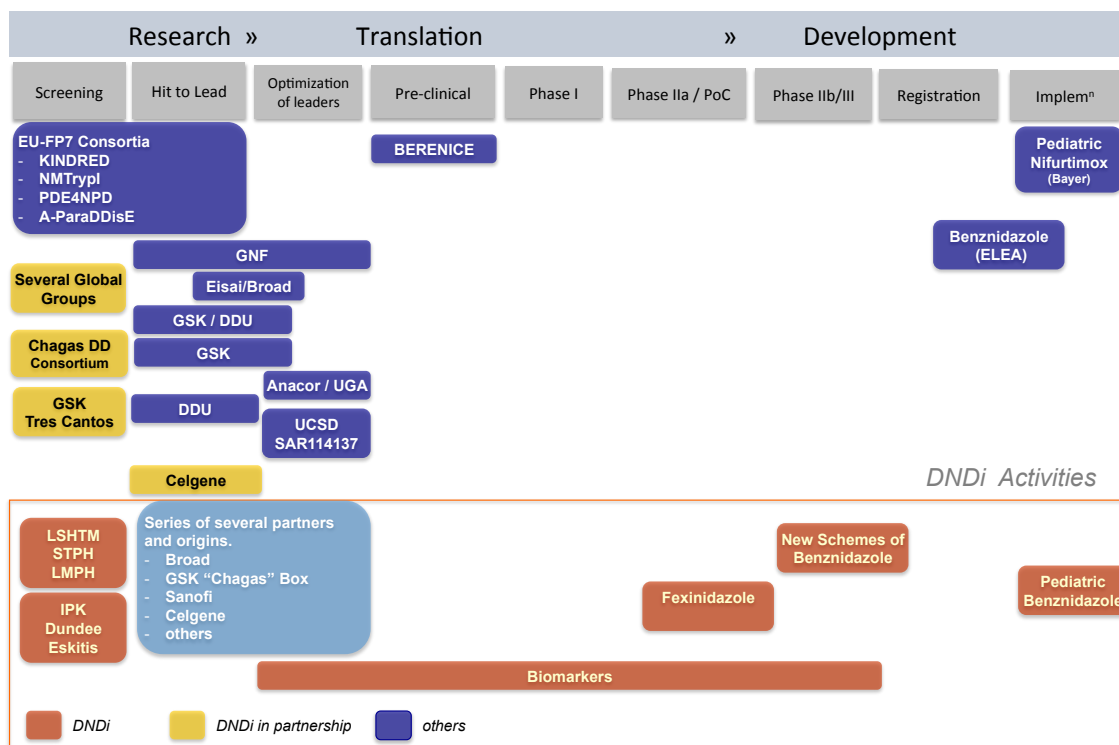 Research » Translation » Development
Screening
Hit to Lead
Optimization
of leaders
Pre-clinical
Phase I
Phase IIa / PoC
Phase IIb/III
Registration
Implemⁿ
EU-FP7 Consortia
- KINDRED
- NMTrypI
- PDE4NPD
- A-ParaDDisE
BERENICE
Pediatric
Nifurtimox
(Bayer)
Benznidazole
(ELEA)
GNF
Several Global
Groups
Eisai/Broad
GSK / DDU
Chagas DD
Consortium
GSK
Anacor / UGA
GSK
Tres Cantos
DDU
UCSD
SAR114137
Celgene
DNDi Activities
LSHTM
STPH
LMPH
Series of several partners
and origins.
- Broad
- GSK “Chagas” Box
- Sanofi
- Celgene
- others
New Schemes of
Benznidazole
Fexinidazole
Pediatric
Benznidazole
IPK
Dundee
Eskitis
Biomarkers
DNDi
DNDi in partnership
others